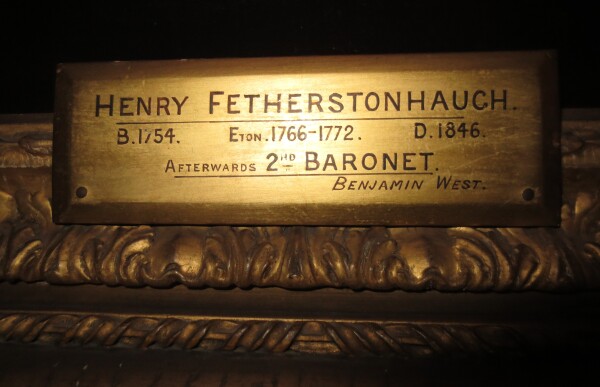 HENRY FETHERSTONHAUGH.
B.1754. ETON.1766-1772. D.1846.
AFTERWARDS 2ND BARONET.
BENJAMIN WEST.